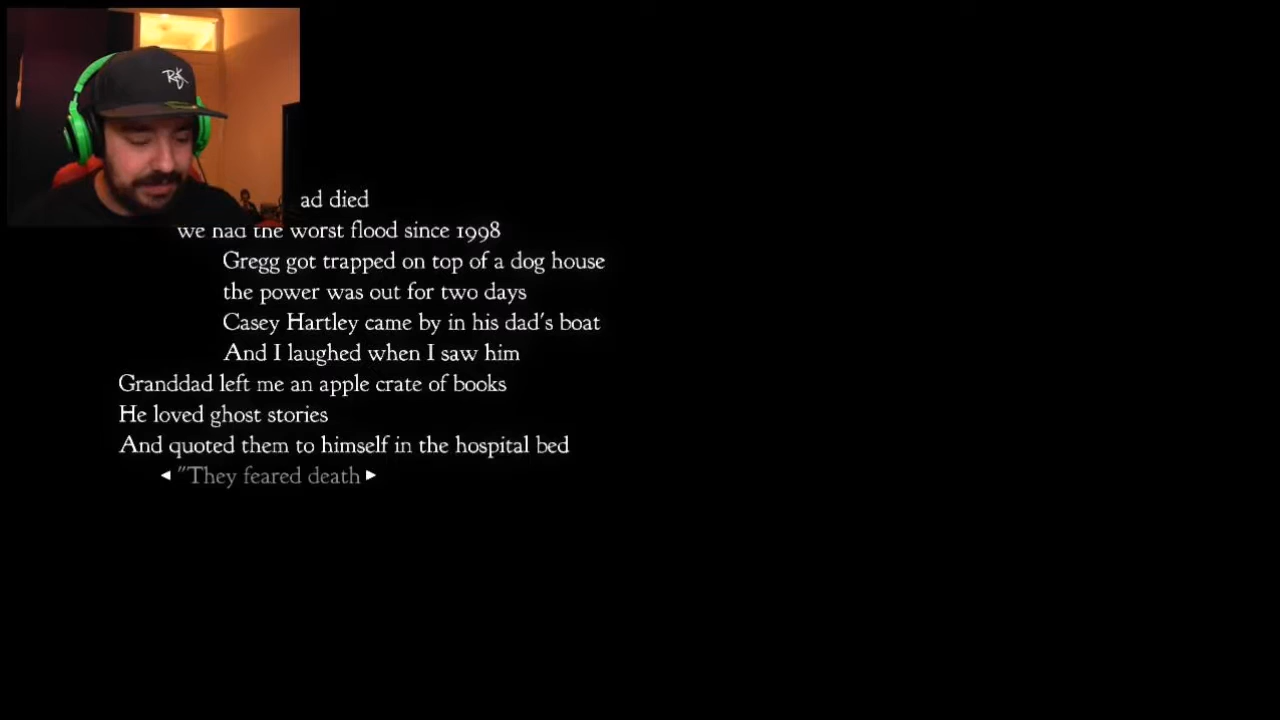 ad died
we had the worst flood since 1998
Gregg got trapped on top of a dog house
the power was out for two days
Casey Hartley came by in his dad's boat
And I laughed when I saw him
Granddad left me an apple crate of books
He loved ghost stories
And quoted them to himself in the hospital bed
"They feared death